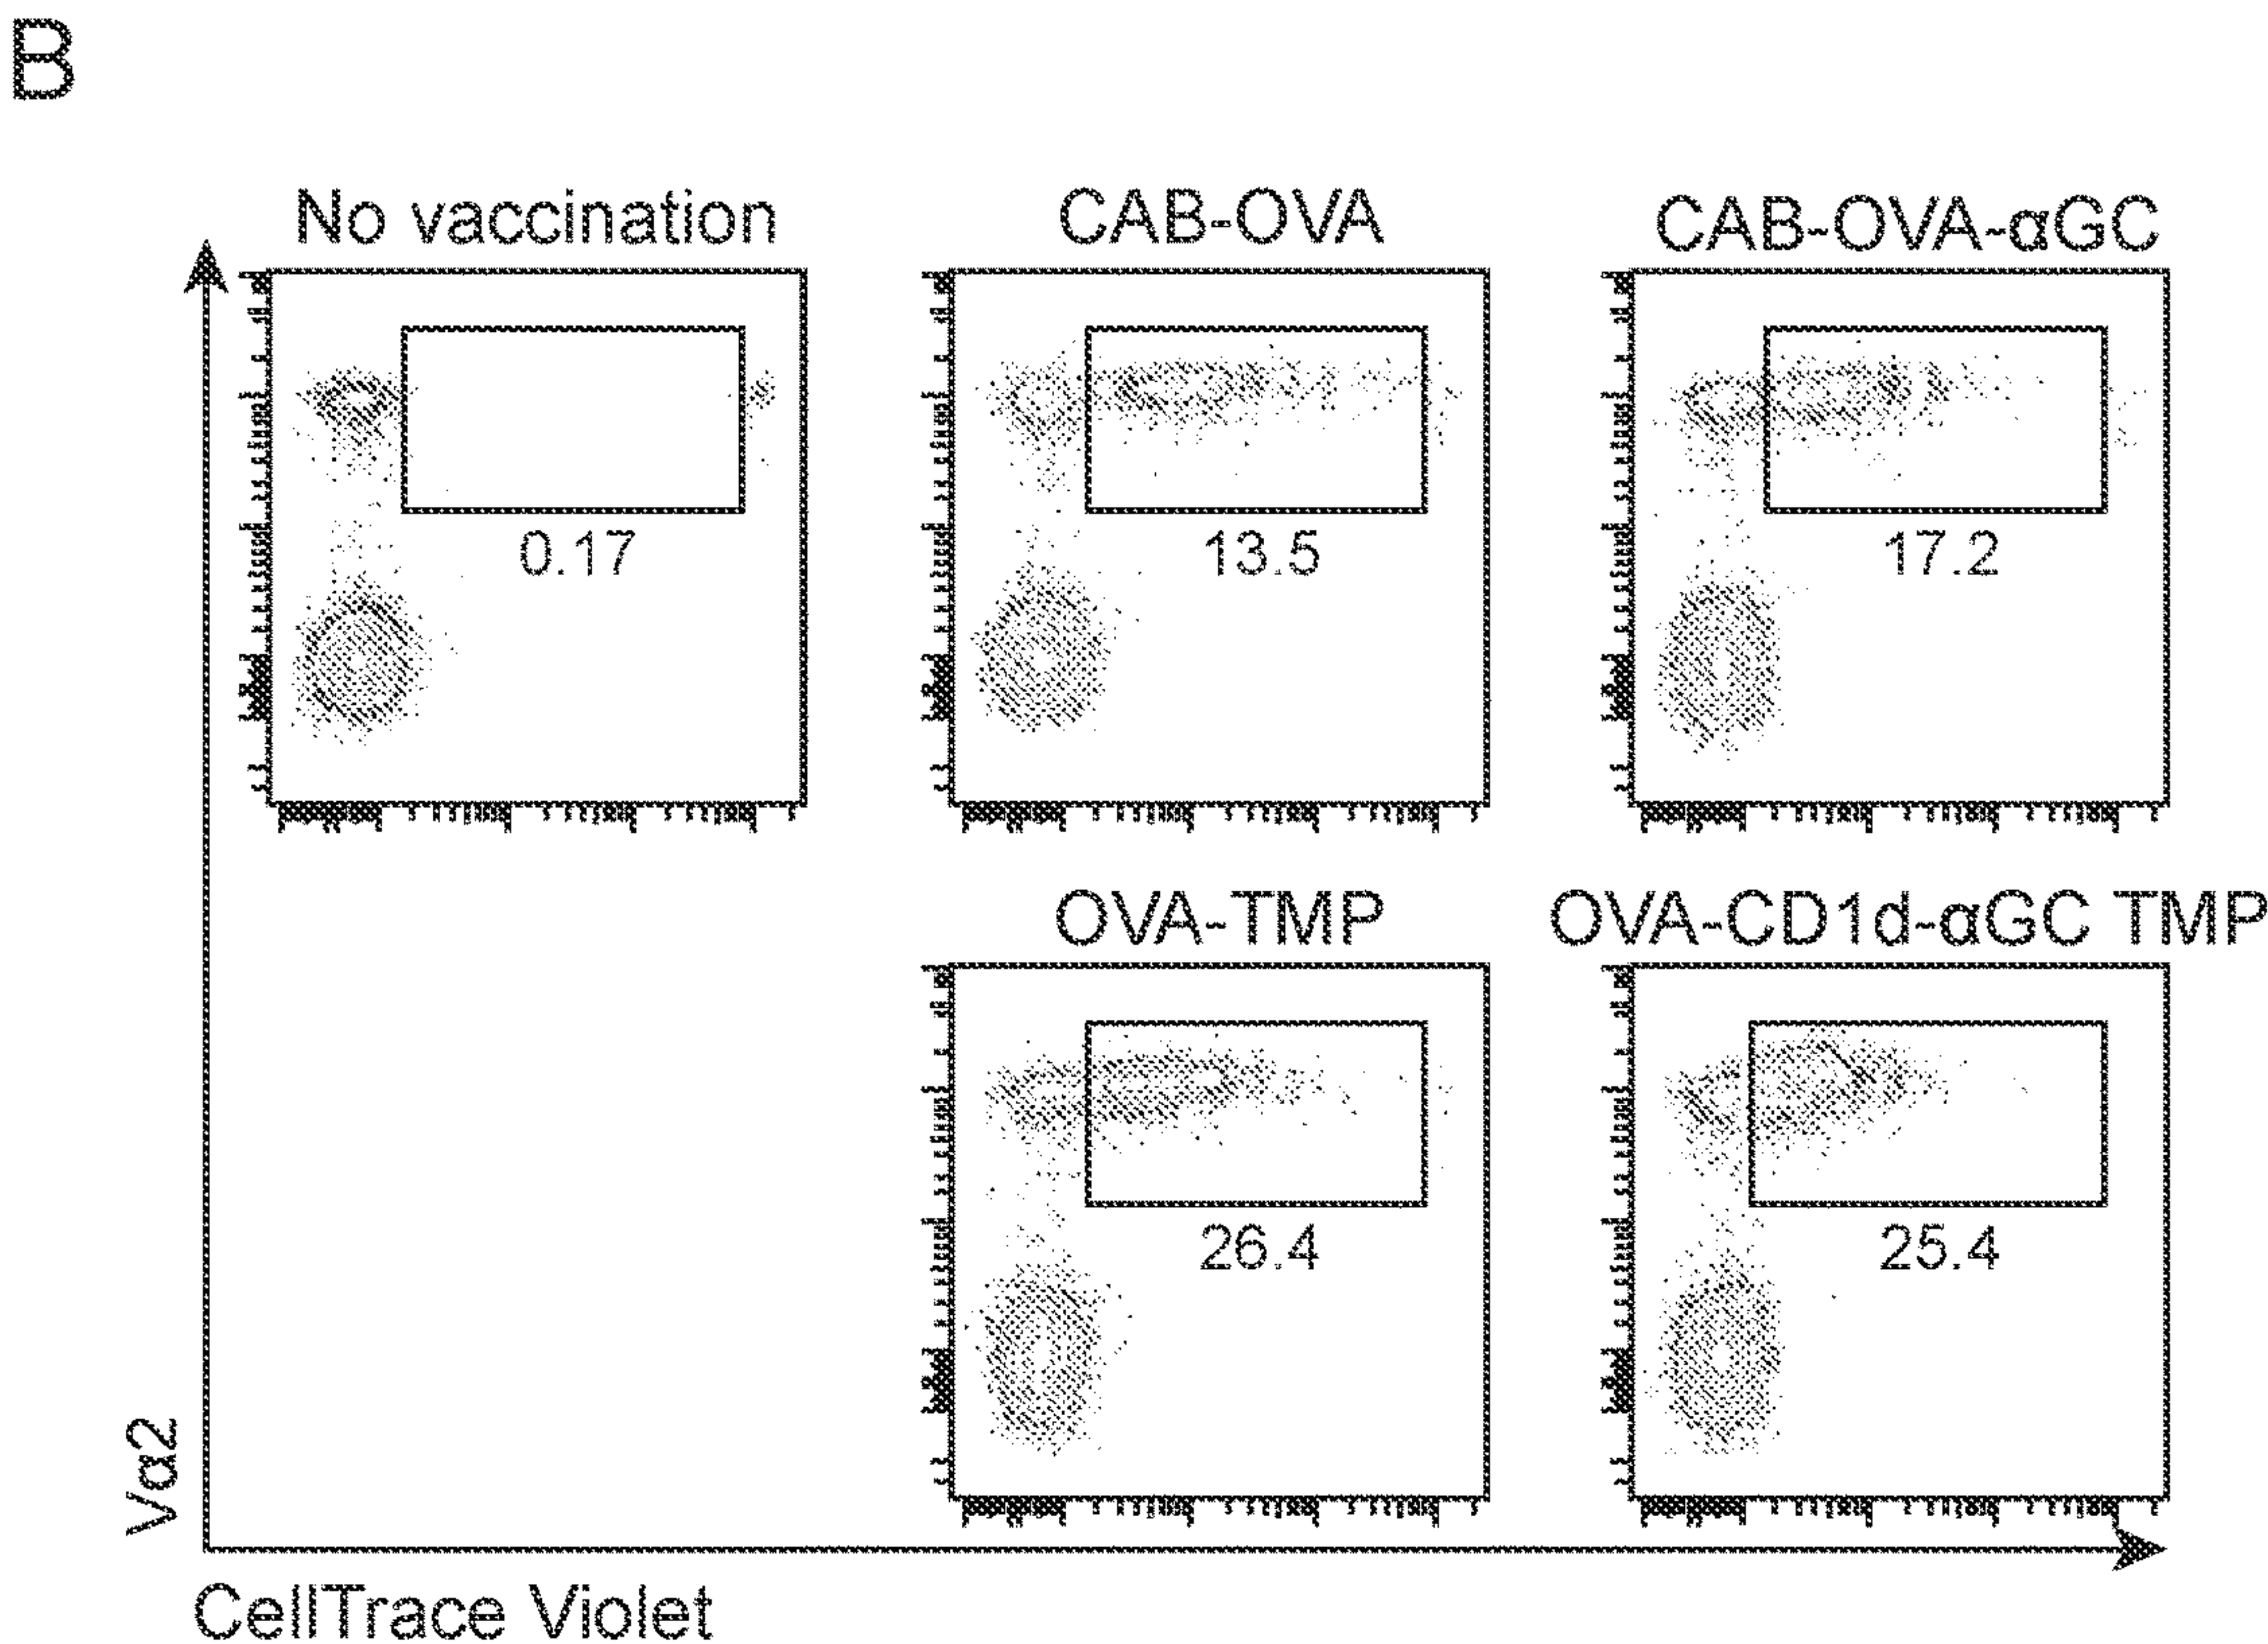 B
No vaccination
CAB-OVA
CAB-OVA-αGC
0.17
13.5
17.2
OVA-TMP
OVA-CD1d-αGC TMP
26.4
25.4
Vα2
CellTrace Violet